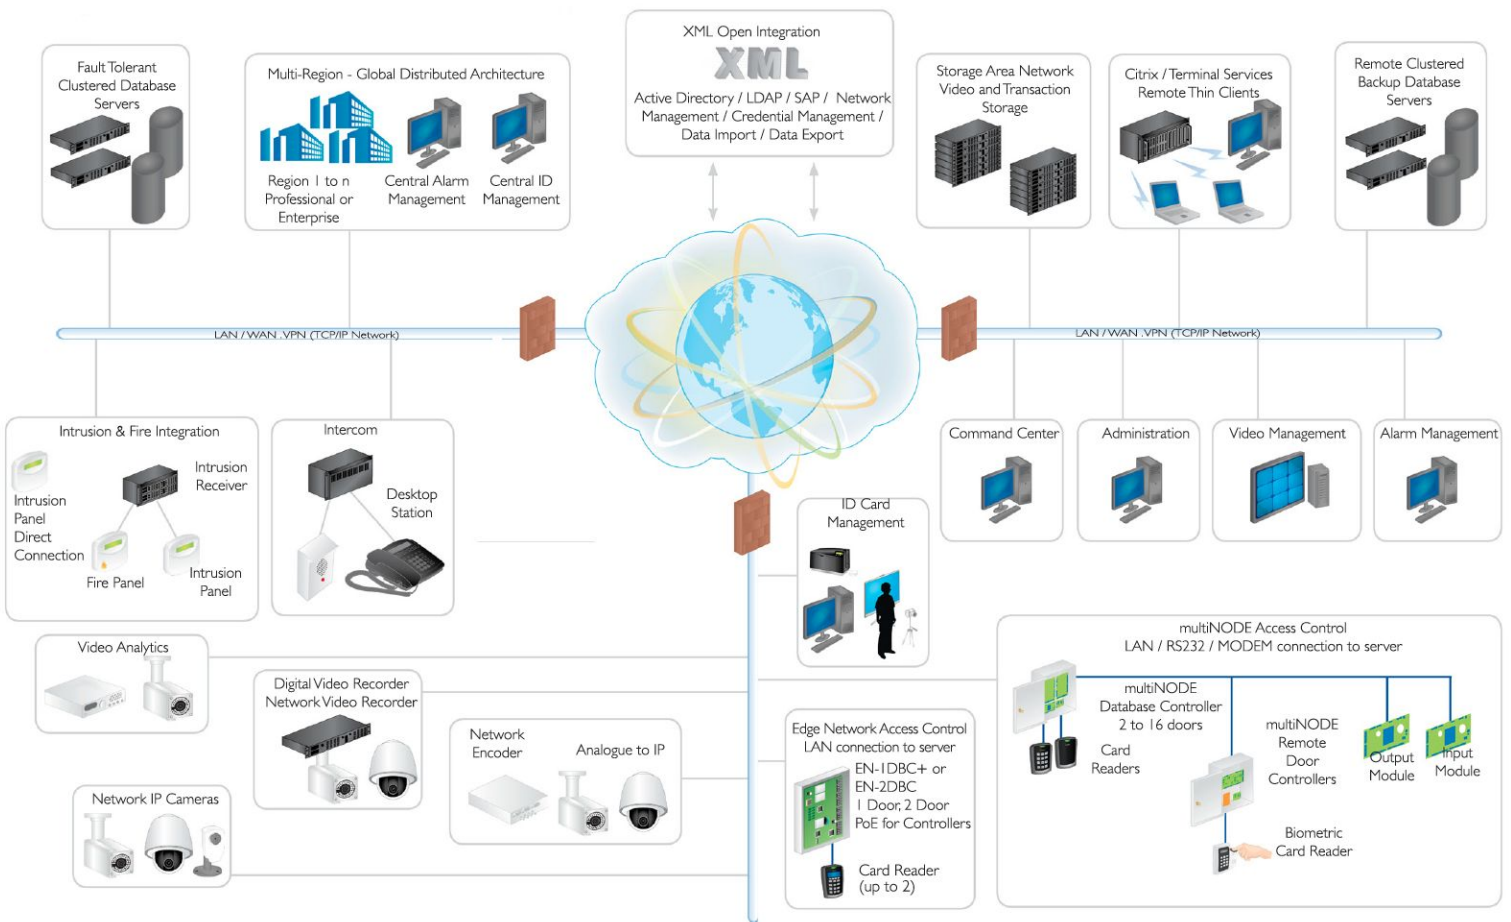 Fault Tolerant
Clustered Database
Servers
Multi-Region - Global Distributed Architecture
Region 1 to n
Professional or
Enterprise
Central Alarm
Management
Central ID
Management
XML Open Integration
XML
Active Directory / LDAP / SAP / Network
Management / Credential Management /
Data Import / Data Export
Storage Area Network
Video and Transaction
Storage
Citrix / Terminal Services
Remote Thin Clients
Remote Clustered
Backup Database
Servers
LAN / WAN .VPN (TCP/IP Network)
LAN / WAN .VPN (TCP/IP Network)
Intrusion & Fire Integration
Intrusion
Receiver
Intrusion
Panel
Direct
Connection
Fire Panel
Intrusion
Panel
Intercom
Desktop
Station
ID Card
Management
Command Center
Administration
Video Management
Alarm Management
Video Analytics
Digital Video Recorder
Network Video Recorder
Network
Encoder
Analogue to IP
Network IP Cameras
Edge Network Access Control
LAN connection to server
EN-1DBC+ or
EN-2DBC
1 Door, 2 Door
PoE for Controllers
Card Reader
(up to 2)
multiNODE Access Control
LAN / RS232 / MODEM connection to server
multiNODE
Database Controller
2 to 16 doors
Card
Readers
multiNODE
Remote
Door
Controllers
Output
Module
Input
Module
Biometric
Card Reader